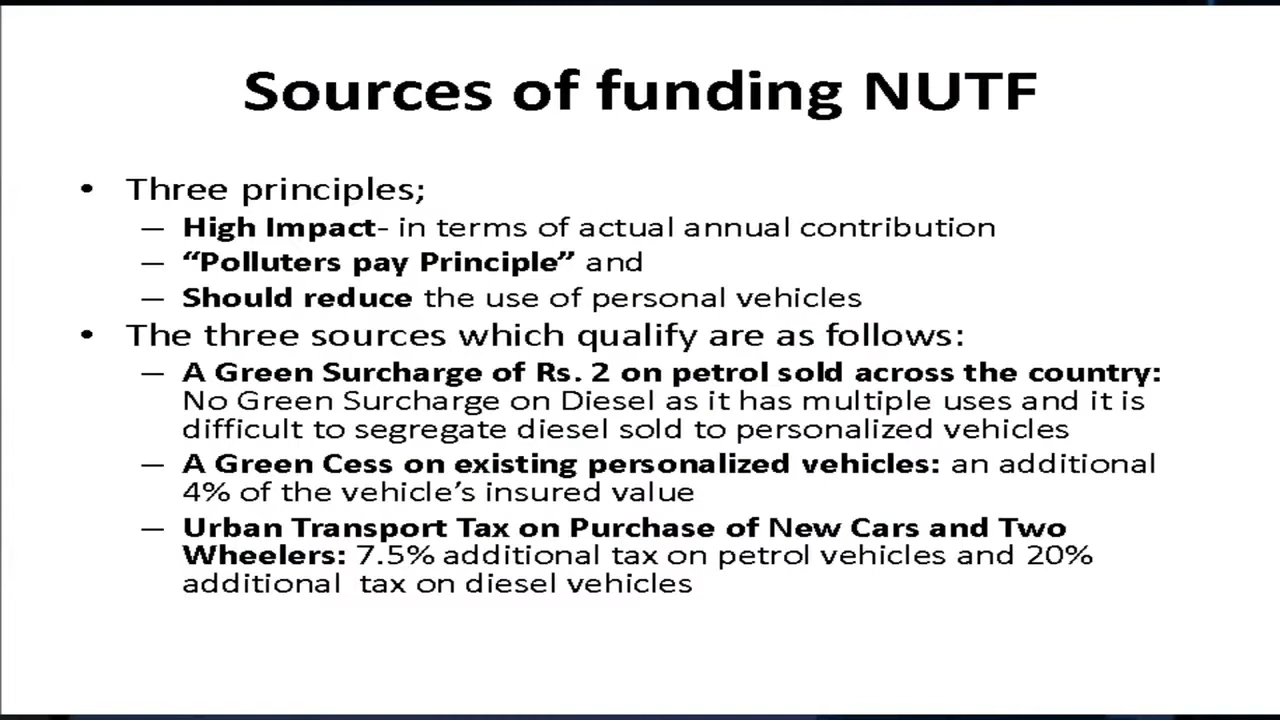 Sources of funding NUTF
• Three principles;
– High Impact- in terms of actual annual contribution
– “Polluters pay Principle” and
– Should reduce the use of personal vehicles
• The three sources which qualify are as follows:
– A Green Surcharge of Rs. 2 on petrol sold across the country:
No Green Surcharge on Diesel as it has multiple uses and it is
difficult to segregate diesel sold to personalized vehicles
– A Green Cess on existing personalized vehicles: an additional
4% of the vehicle’s insured value
– Urban Transport Tax on Purchase of New Cars and Two
Wheelers: 7.5% additional tax on petrol vehicles and 20%
additional tax on diesel vehicles